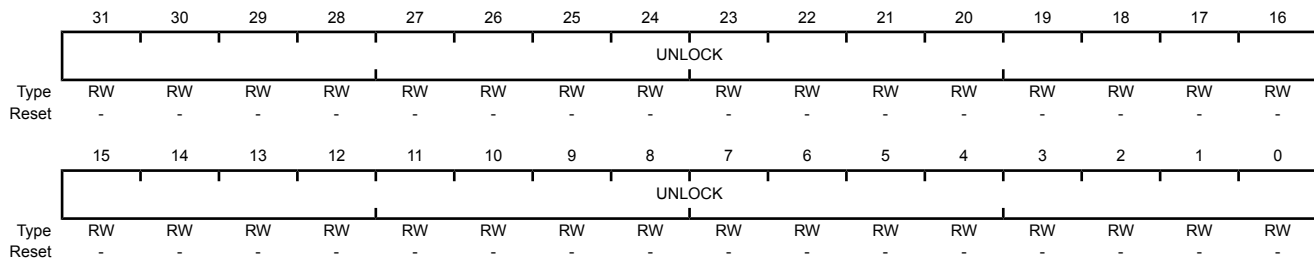 31 30 29 28 27 26 25 24 23 22 21 20 19 18 17 16
UNLOCK
Type RW RW RW RW RW RW RW RW RW RW RW RW RW RW RW RW
Reset - - - - - - - - - - - - - - - -
15 14 13 12 11 10 9 8 7 6 5 4 3 2 1 0
UNLOCK
Type RW RW RW RW RW RW RW RW RW RW RW RW RW RW RW RW
Reset - - - - - - - - - - - - - - - -